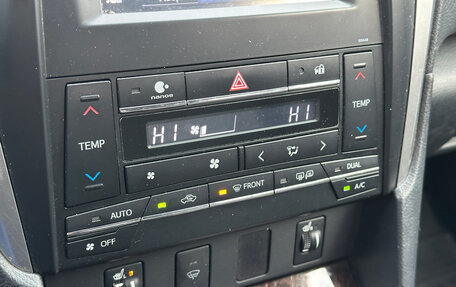 nanoe
TEMP
HI
HI
TEMP
DUAL
AUTO
FRONT
A/C
OFF